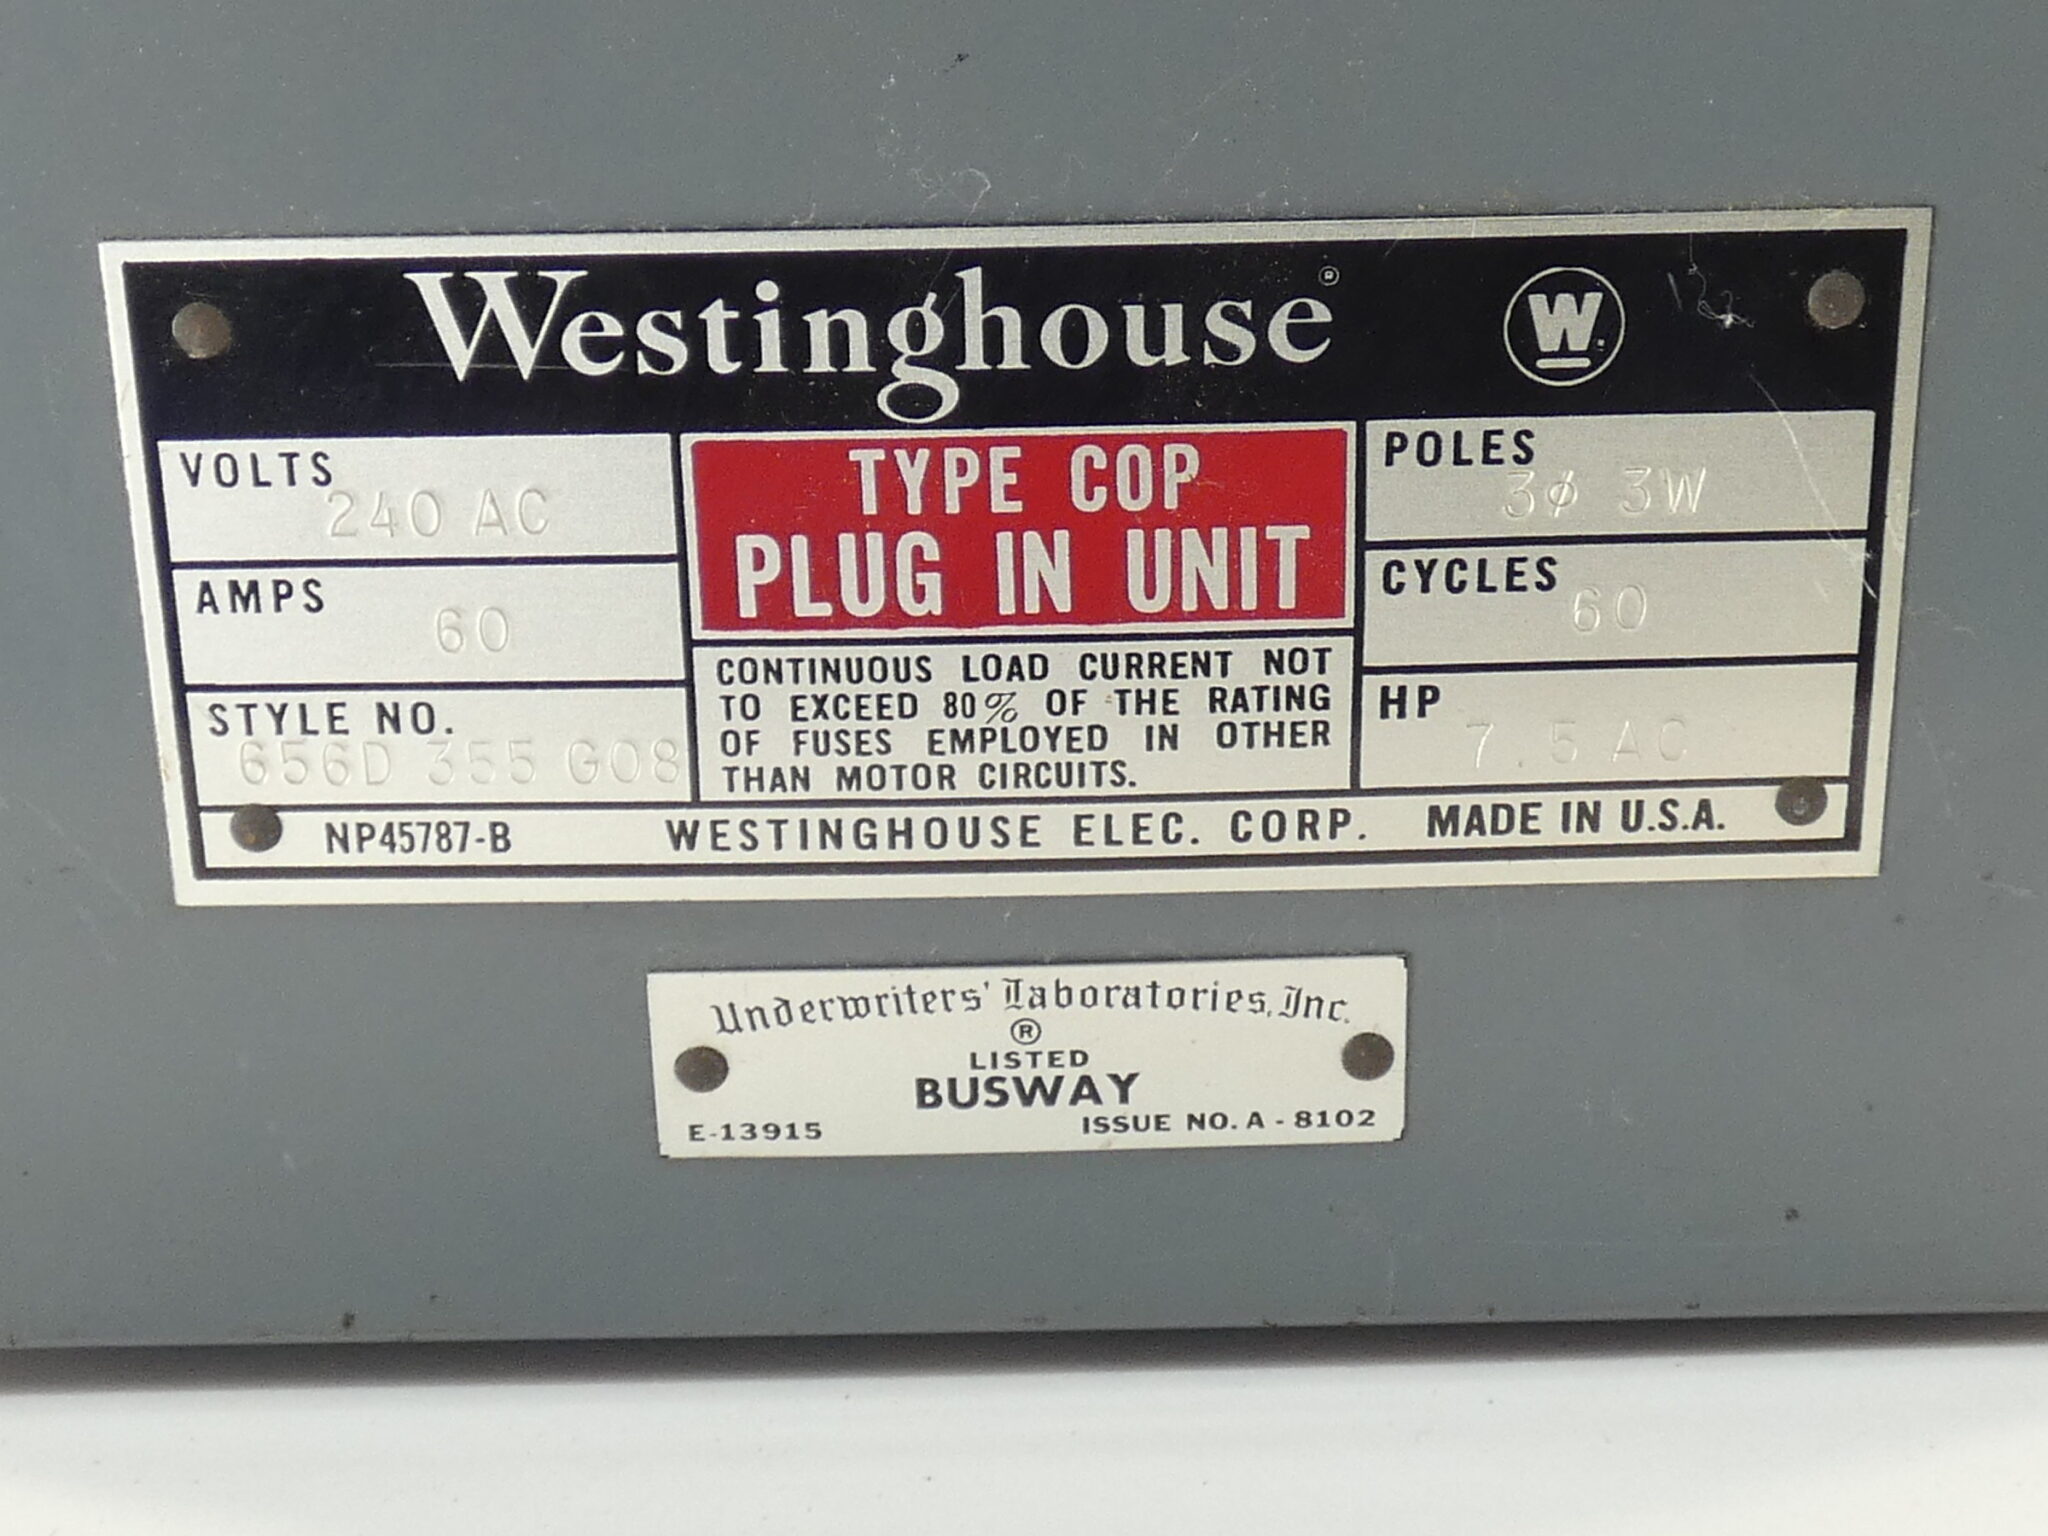 Westinghouse®
W
VOLTS
240 AC
AMPS
60
STYLE NO.
656D 355 G08
TYPE COP
PLUG IN UNIT
CONTINUOUS LOAD CURRENT NOT
TO EXCEED 80% OF THE RATING
OF FUSES EMPLOYED IN OTHER
THAN MOTOR CIRCUITS.
POLES
3φ 3W
CYCLES
60
HP
7.5 AC
NP45787-B WESTINGHOUSE ELEC. CORP. MADE IN U.S.A.
Underwriters' Laboratories, Inc.
®
LISTED
BUSWAY
E-13915 ISSUE NO. A - 8102